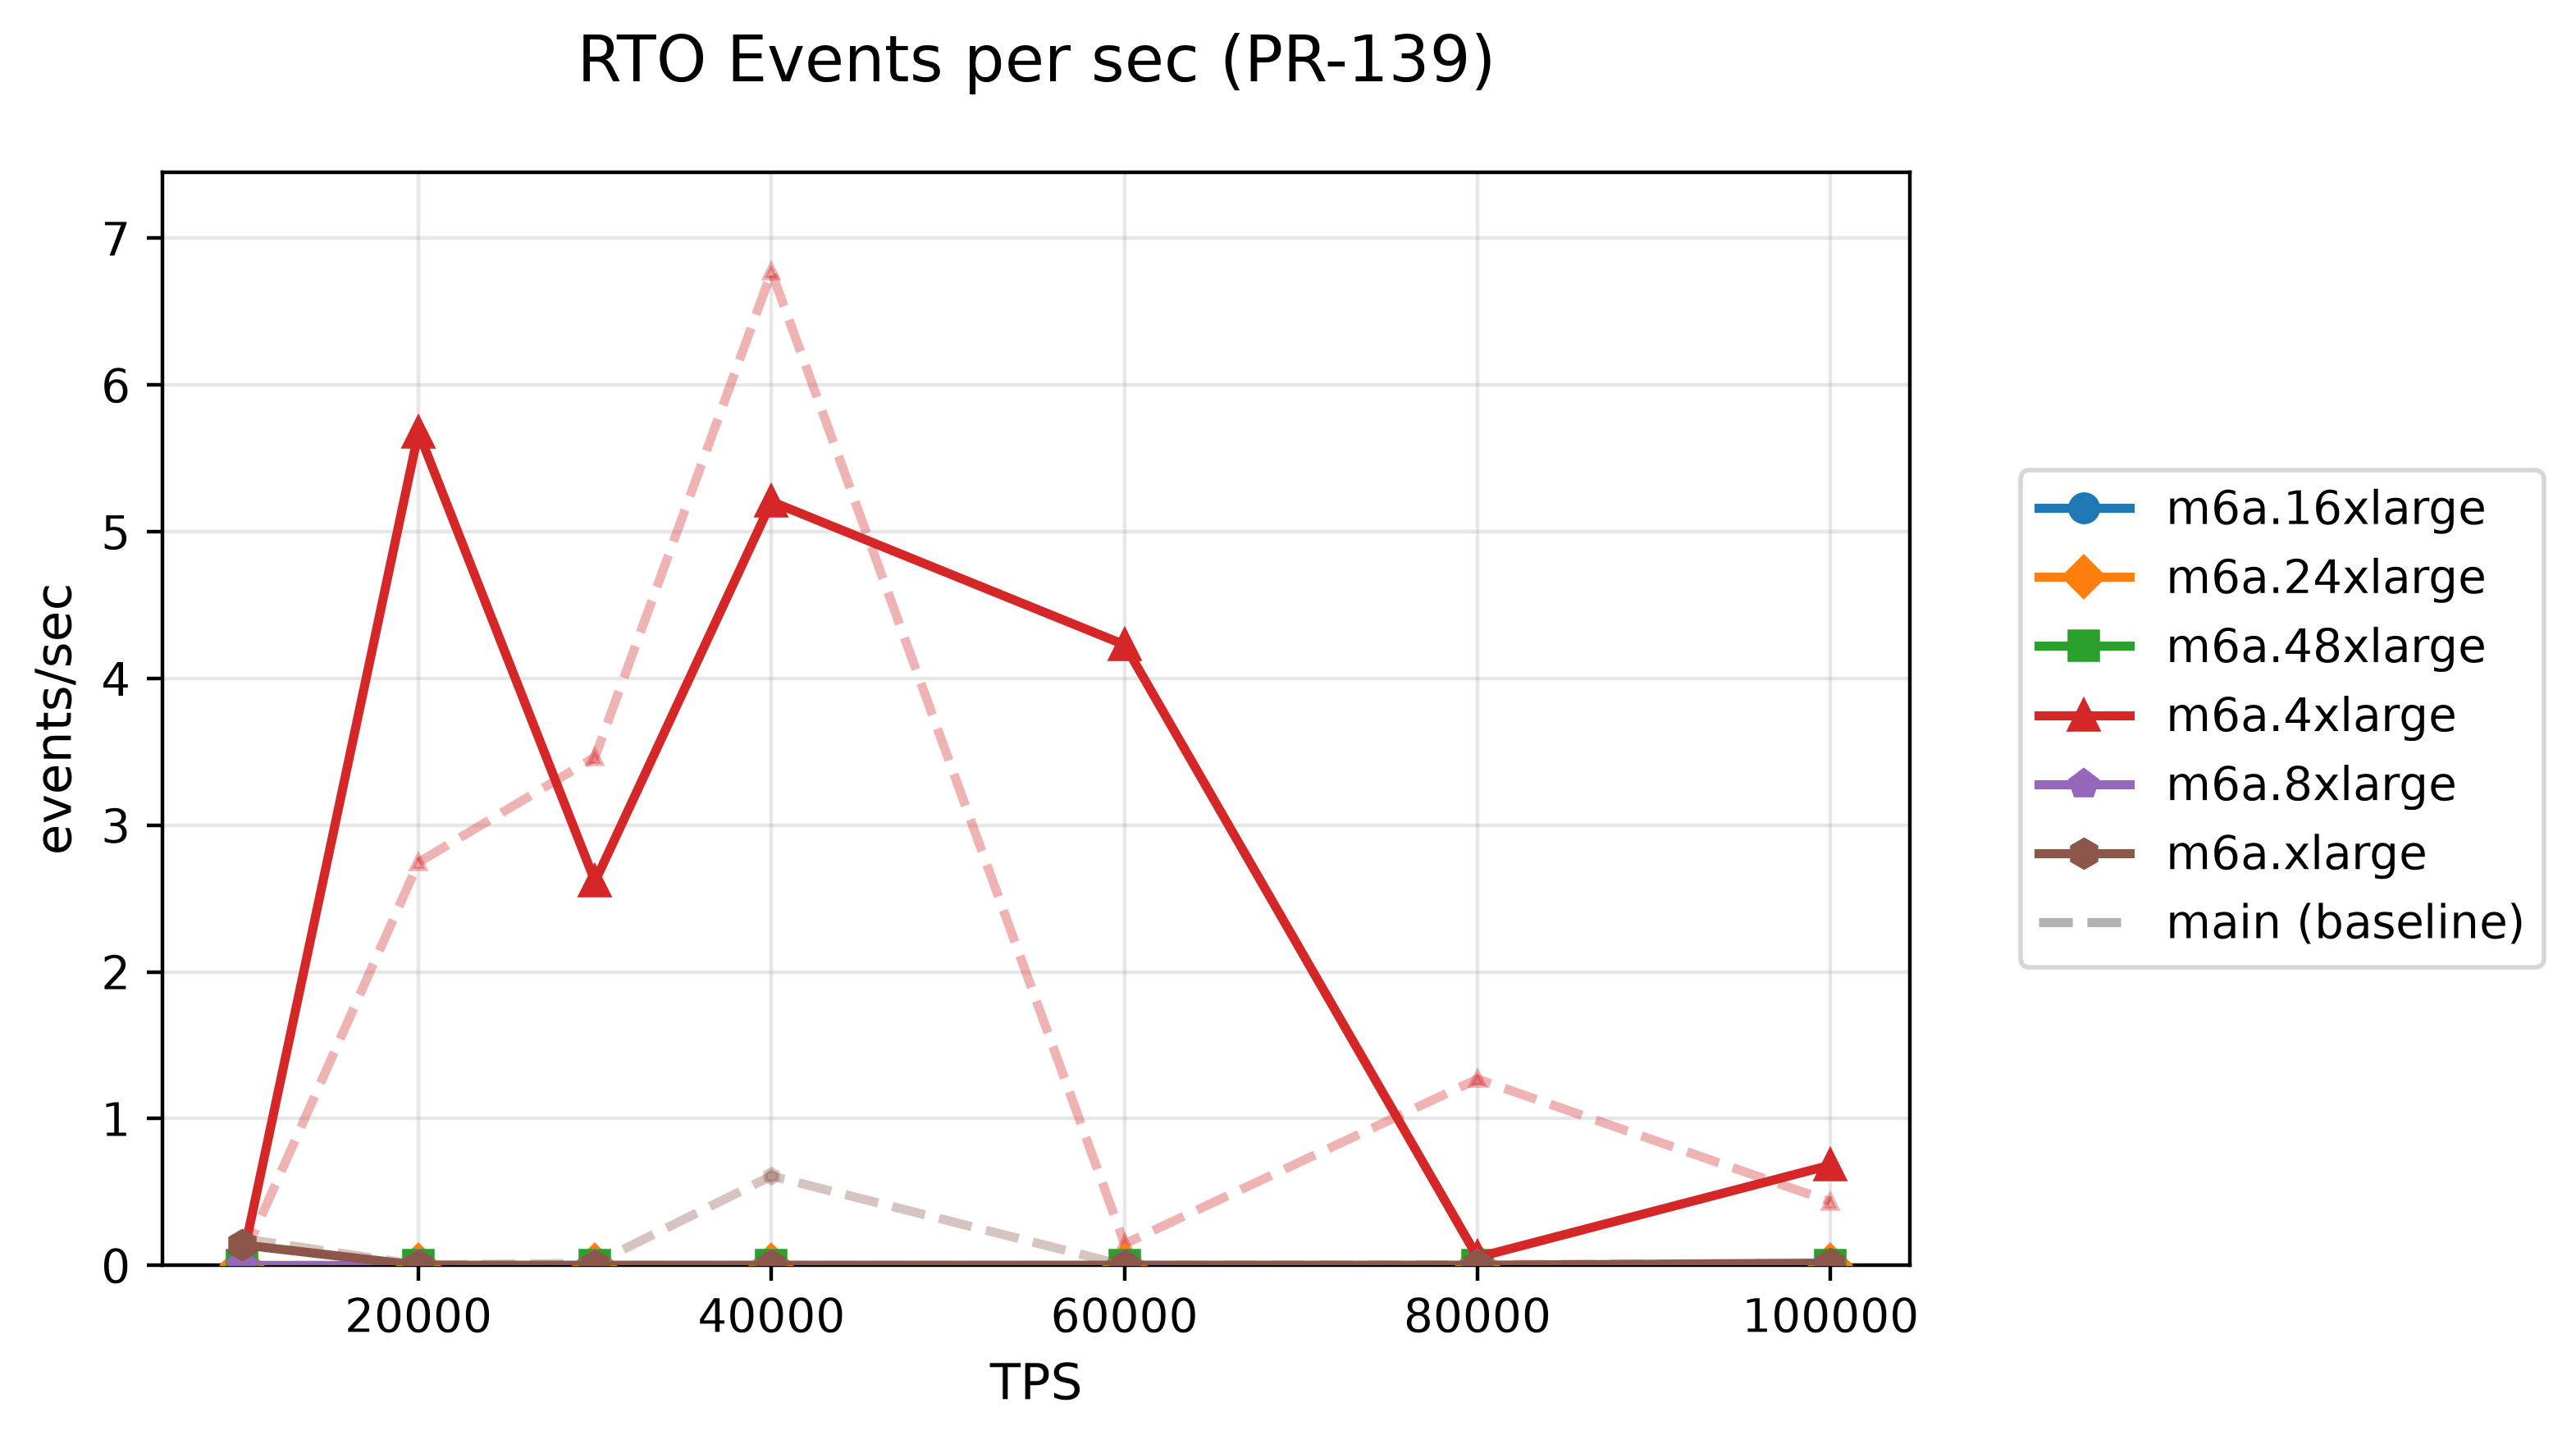 RTO Events per sec (PR-139)
events/sec
7
6
5
4
3
2
1
0
20000 40000 60000 80000 100000
TPS
m6a.16xlarge
m6a.24xlarge
m6a.48xlarge
m6a.4xlarge
m6a.8xlarge
m6a.xlarge
main (baseline)